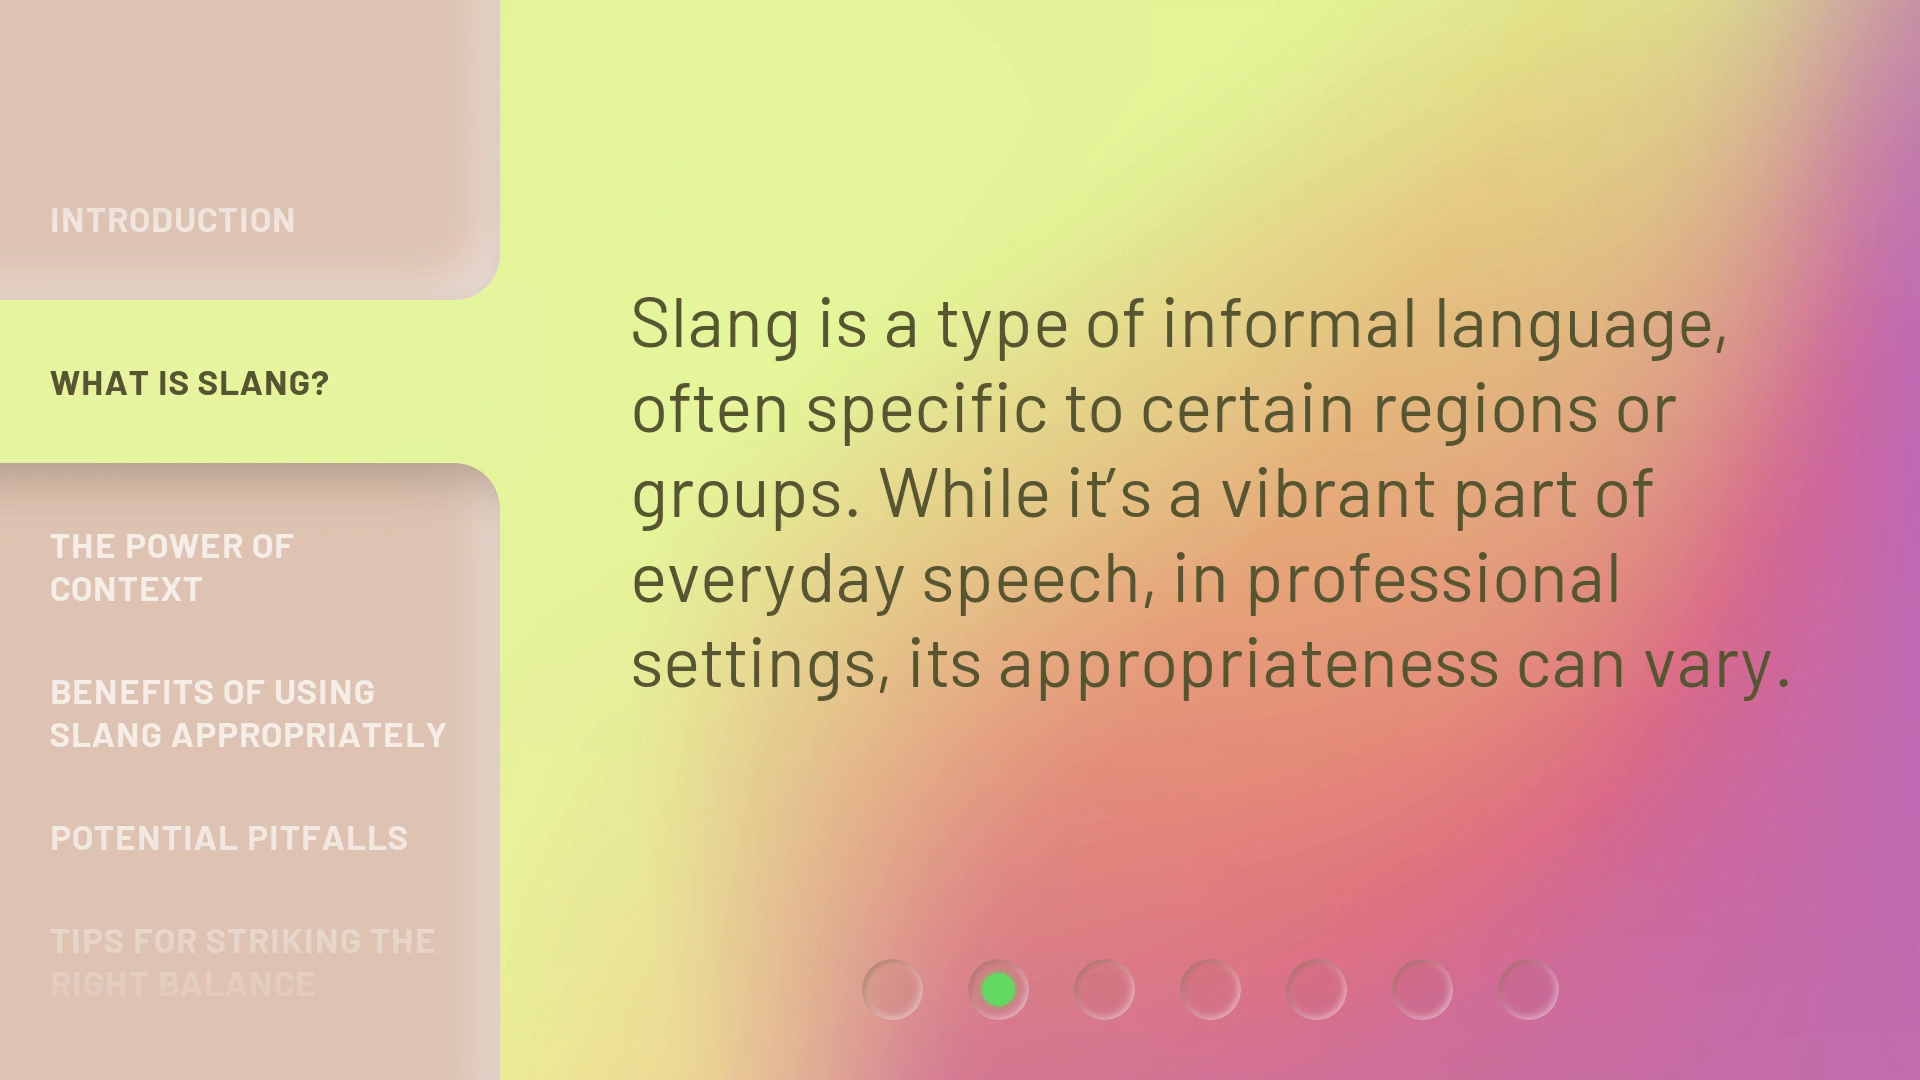 INTRODUCTION
WHAT IS SLANG?
THE POWER OF
CONTEXT
BENEFITS OF USING
SLANG APPROPRIATELY
POTENTIAL PITFALLS
TIPS FOR STRIKING THE
RIGHT BALANCE
Slang is a type of informal language,
often specific to certain regions or
groups. While it’s a vibrant part of
everyday speech, in professional
settings, its appropriateness can vary.